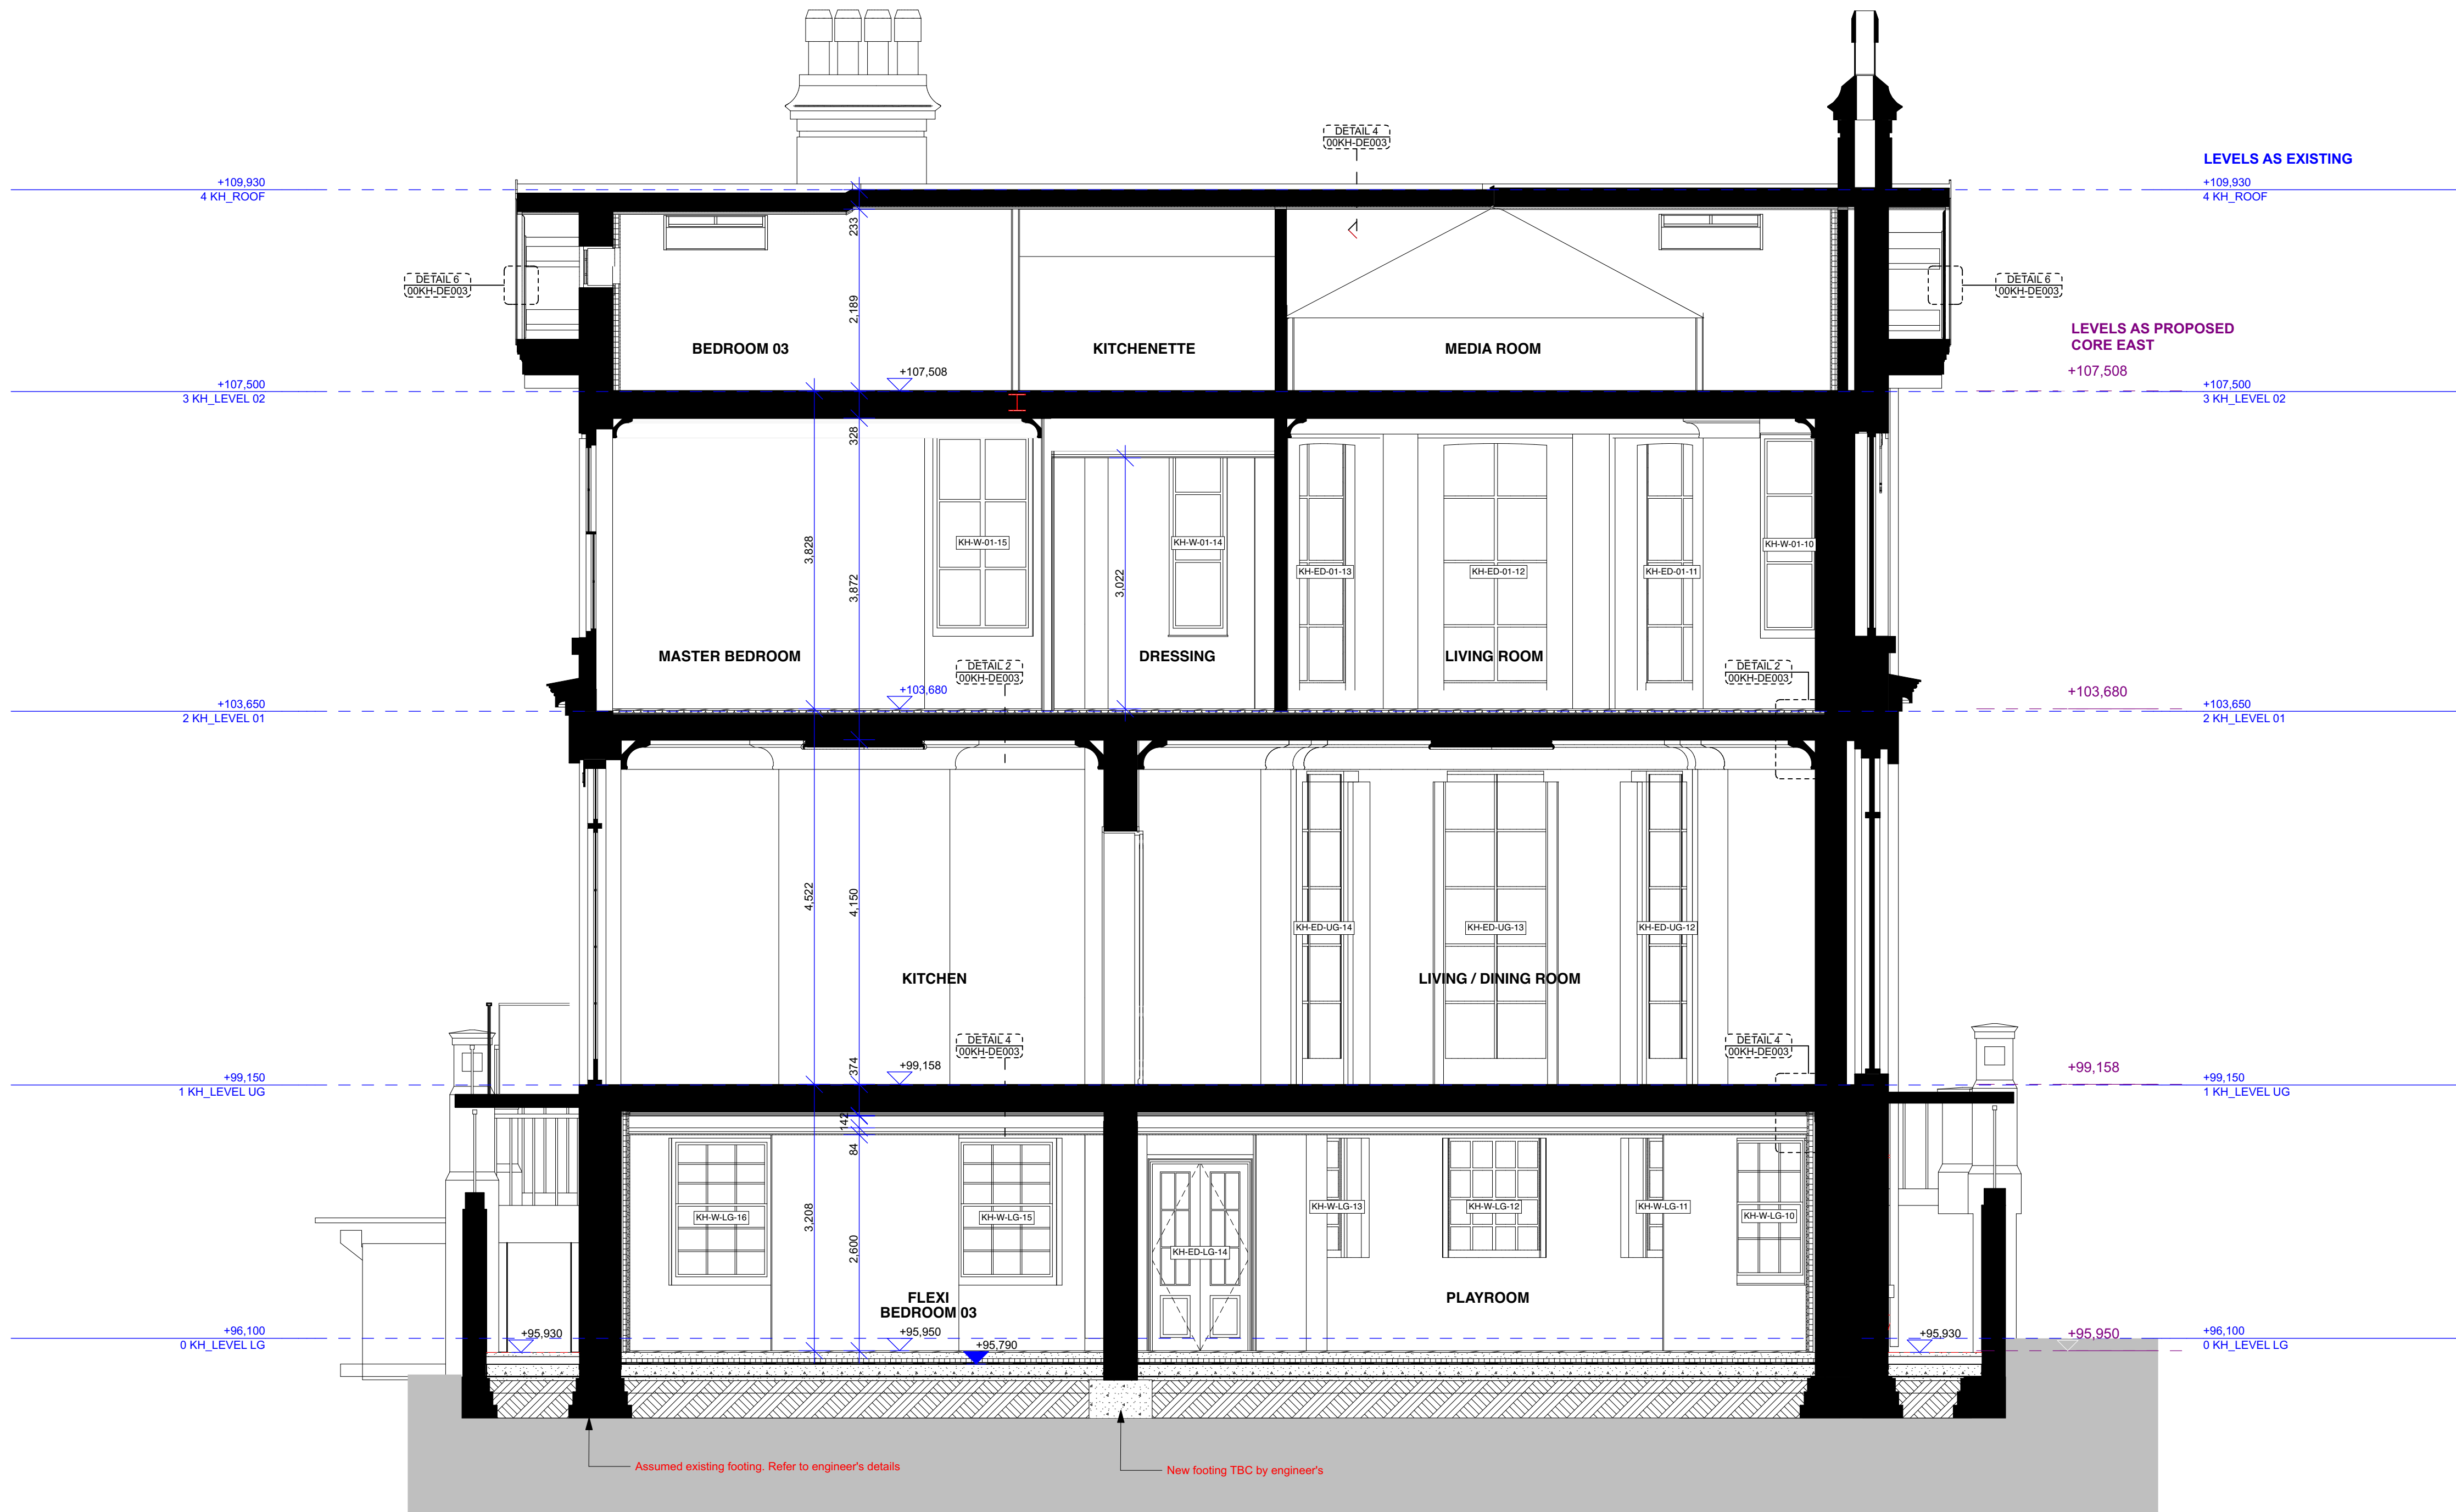 DETAIL 4
00KH-DE003
LEVELS AS EXISTING
+109,930
4 KH_ROOF
+109,930
4 KH_ROOF
233
DETAIL 6
00KH-DE003
DETAIL 6
00KH-DE003
2,189
LEVELS AS PROPOSED
CORE EAST
BEDROOM 03
KITCHENETTE
MEDIA ROOM
+107,508
+107,508
+107,500
3 KH_LEVEL 02
+107,500
3 KH_LEVEL 02
328
KH-W-01-15
KH-W-01-14
KH-W-01-10
3,828
KH-ED-01-13
KH-ED-01-12
KH-ED-01-11
3,872
3,022
MASTER BEDROOM
DRESSING
LIVING ROOM
DETAIL 2
00KH-DE003
DETAIL 2
00KH-DE003
+103,680
+103,680
+103,650
2 KH_LEVEL 01
+103,650
2 KH_LEVEL 01
4,522
4,150
KH-ED-UG-14
KH-ED-UG-13
KH-ED-UG-12
KITCHEN
LIVING / DINING ROOM
DETAIL 4
00KH-DE003
DETAIL 4
00KH-DE003
374
+99,158
+99,158
+99,150
1 KH_LEVEL UG
+99,150
1 KH_LEVEL UG
142
84
KH-W-LG-16
KH-W-LG-15
KH-W-LG-13
KH-W-LG-12
KH-W-LG-11
KH-W-LG-10
3,208
2,600
KH-ED-LG-14
FLEXI
BEDROOM 03
PLAYROOM
+96,100
0 KH_LEVEL LG
+95,930
+95,950
+95,790
+95,930
+95,950
+96,100
0 KH_LEVEL LG
Assumed existing footing. Refer to engineer's details
New footing TBC by engineer's